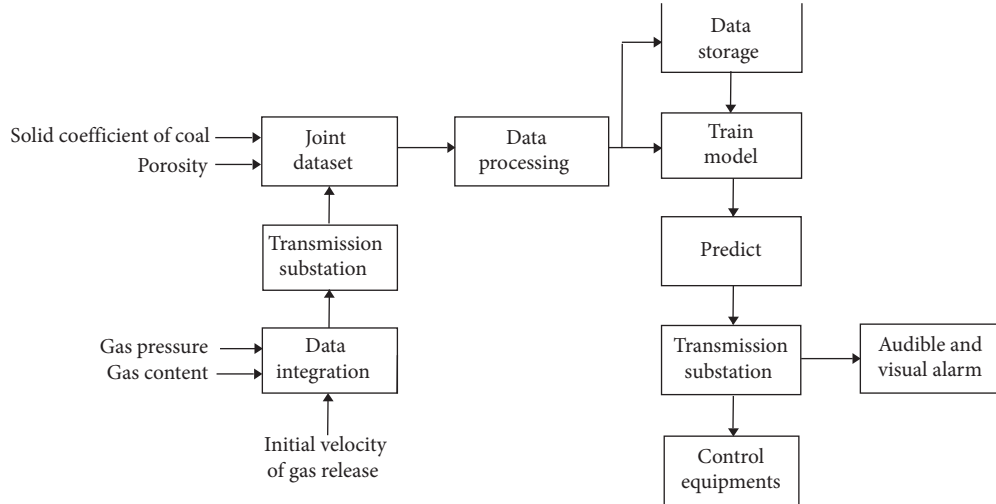 Data
storage
Solid coefficient of coal
Porosity
Joint
dataset
Data
processing
Train
model
Transmission
substation
Predict
Gas pressure
Gas content
Data
integration
Transmission
substation
Audible and
visual alarm
Initial velocity
of gas release
Control
equipments